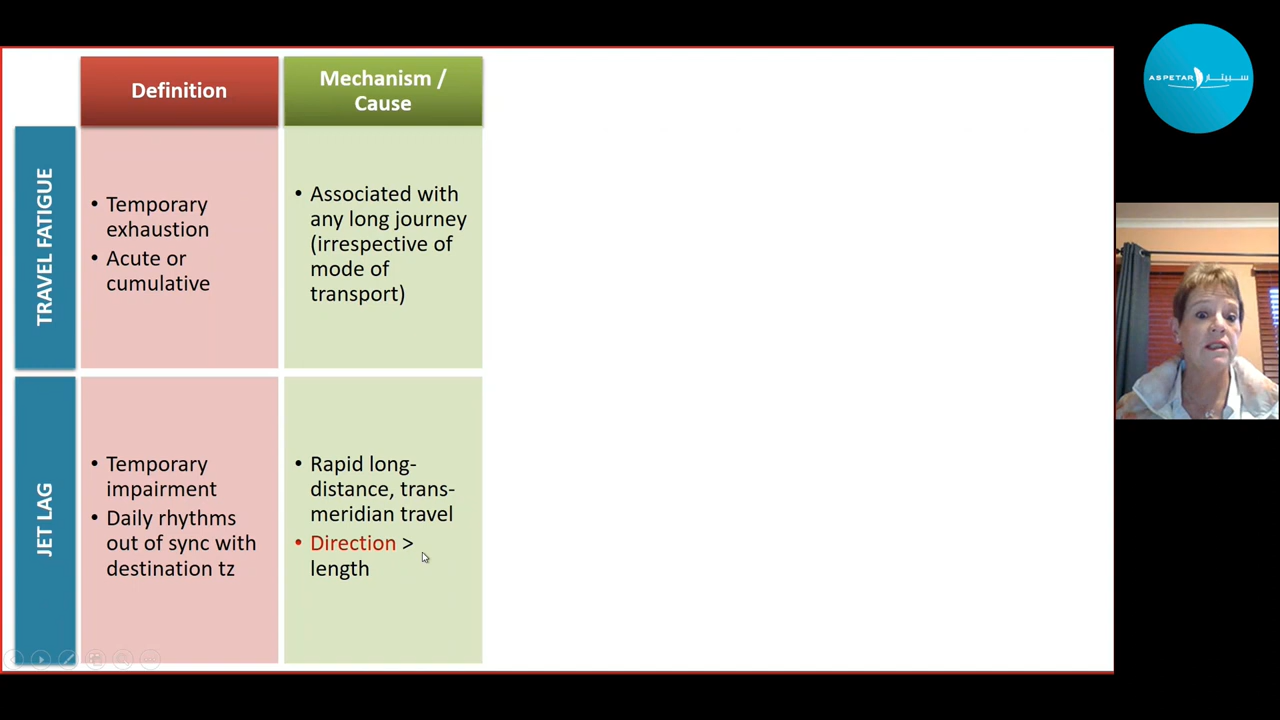 Definition
Mechanism /
Cause
TRAVEL FATIGUE
• Temporary
exhaustion
• Acute or
cumulative
• Associated with
any long journey
(irrespective of
mode of
transport)
JET LAG
• Temporary
impairment
• Daily rhythms
out of sync with
destination tz
• Rapid long-
distance, trans-
meridian travel
• Direction >
length
ASPETAR سبيتار